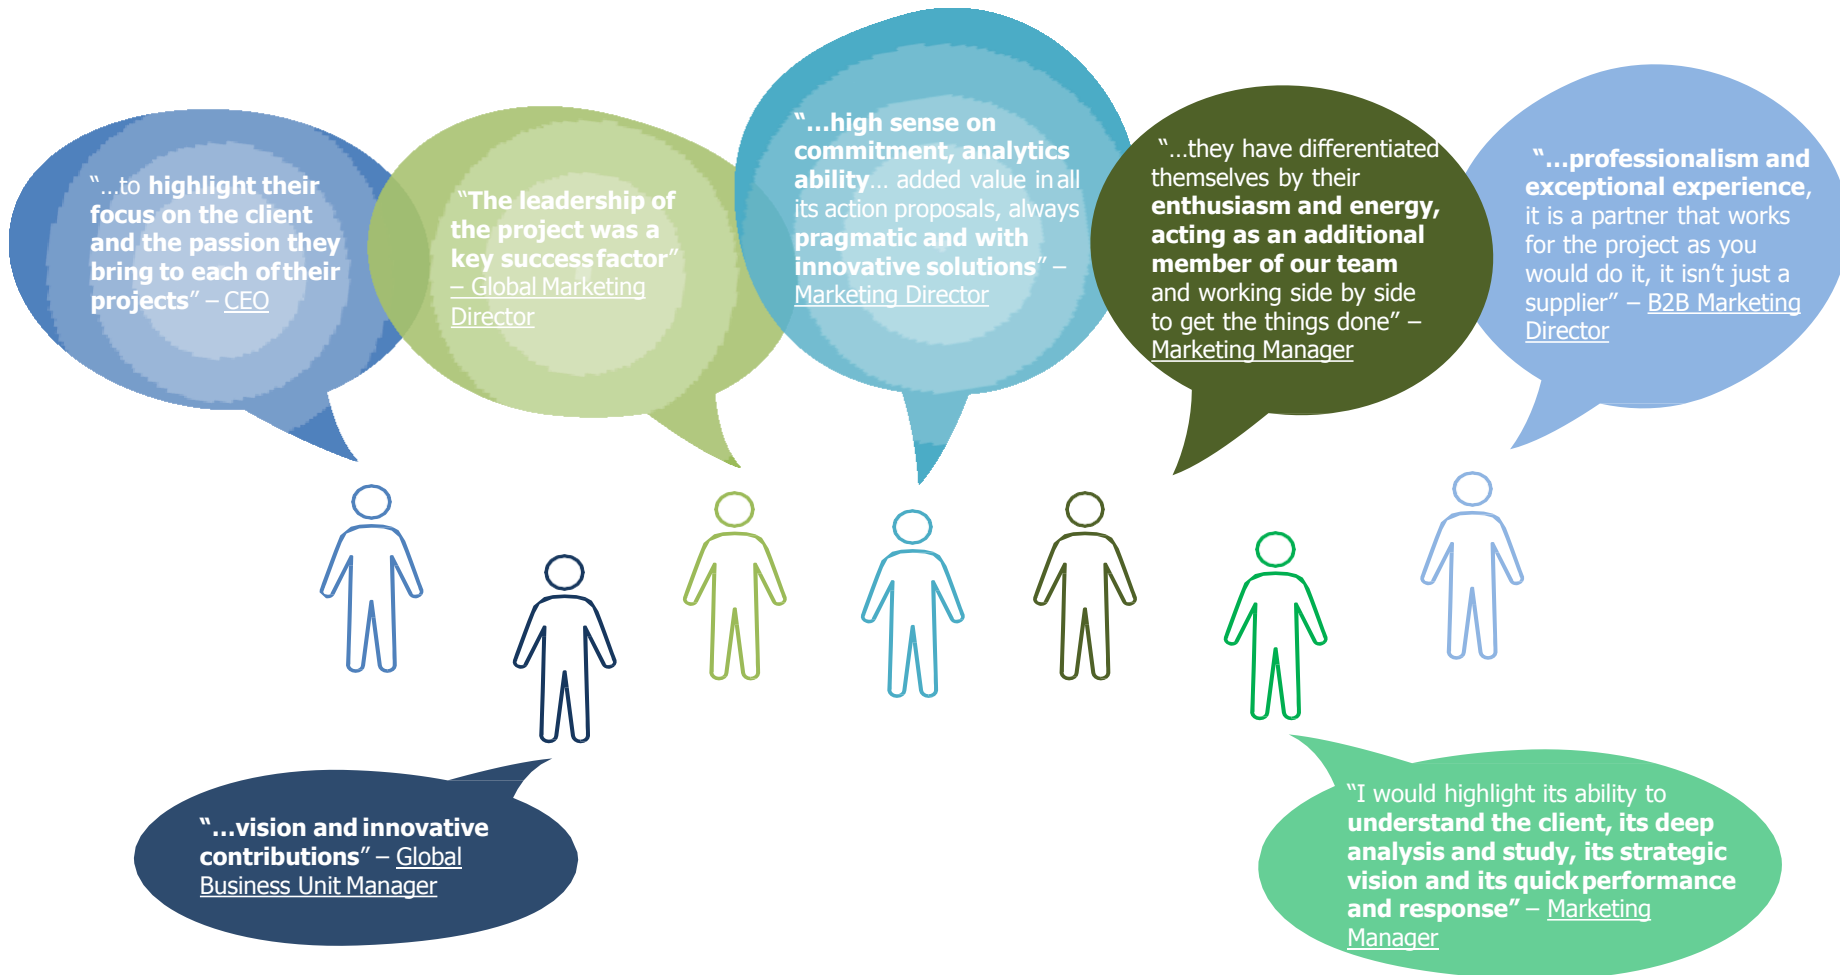 “...to highlight their
focus on the client
and the passion they
bring to each of their
projects” – CEO
“The leadership of
the project was a
key success factor”
– Global Marketing
Director
“...high sense on
commitment, analytics
ability... added value in all
its action proposals, always
pragmatic and with
innovative solutions” –
Marketing Director
“...they have differentiated
themselves by their
enthusiasm and energy,
acting as an additional
member of our team
and working side by side
to get the things done” –
Marketing Manager
“...professionalism and
exceptional experience,
it is a partner that works
for the project as you
would do it, it isn’t just a
supplier” – B2B Marketing
Director
“...vision and innovative
contributions” – Global
Business Unit Manager
“I would highlight its ability to
understand the client, its deep
analysis and study, its strategic
vision and its quick performance
and response” – Marketing
Manager